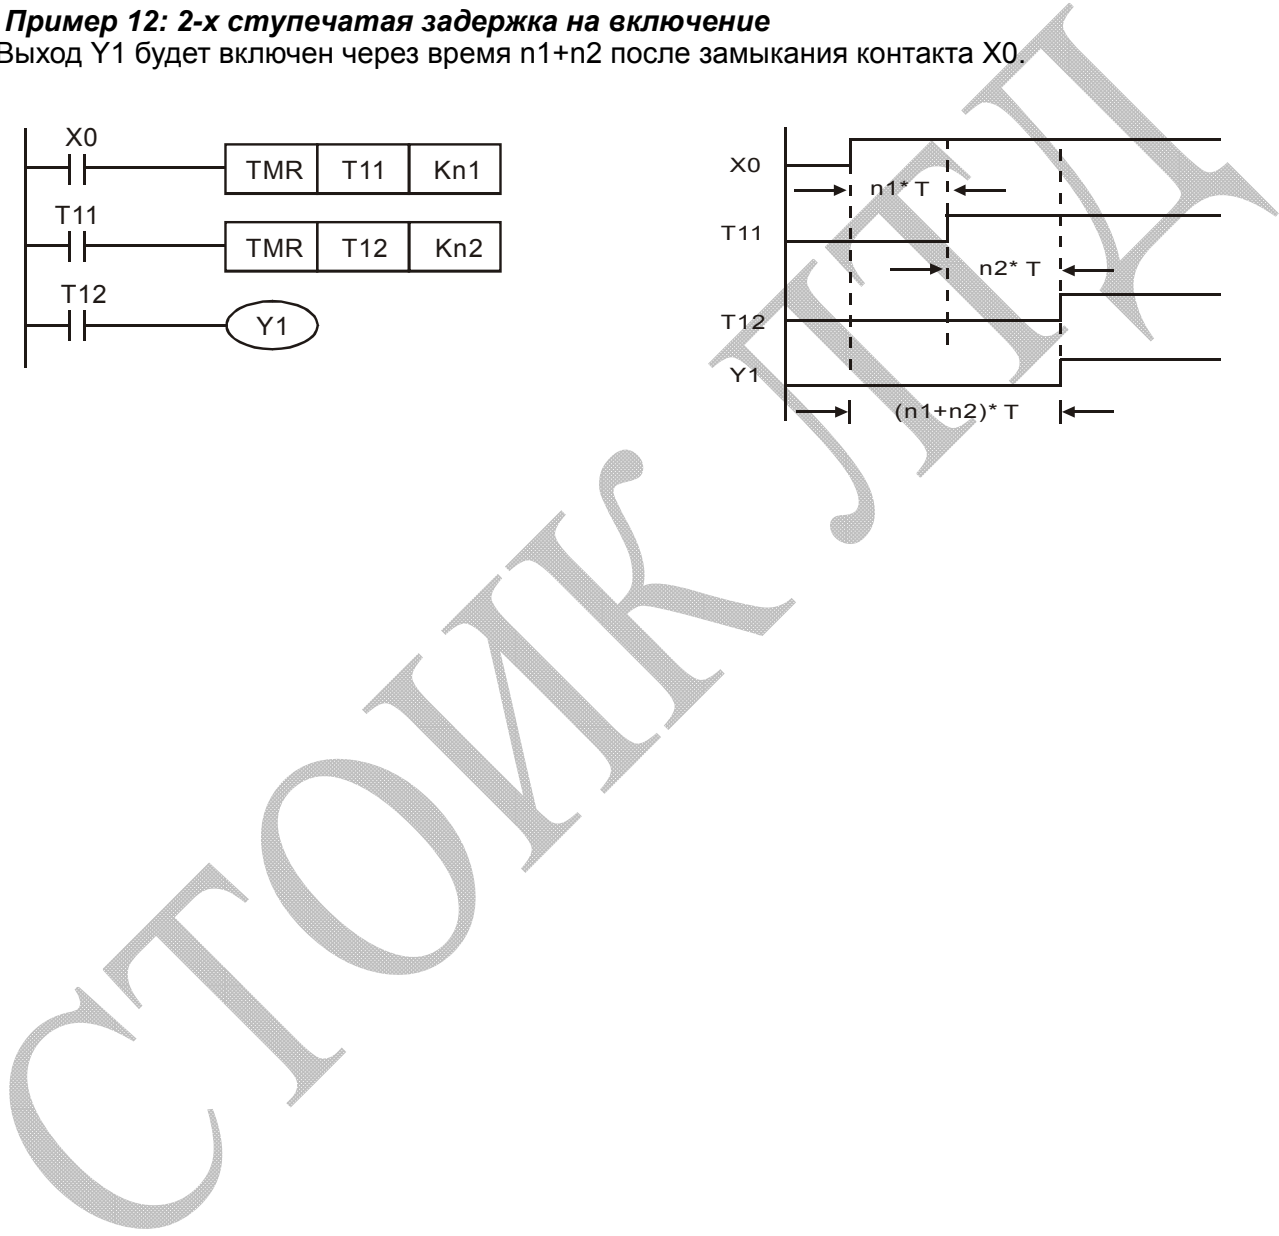 Пример 12: 2-х ступечатая задержка на включение
Выход Y1 будет включен через время n1+n2 после замыкания контакта X0.
X0
TMR T11 Kn1
T11
TMR T12 Kn2
T12
Y1
X0
n1* T
T11
n2* T
T12
Y1
(n1+n2)* T
СТОИК ЛТД